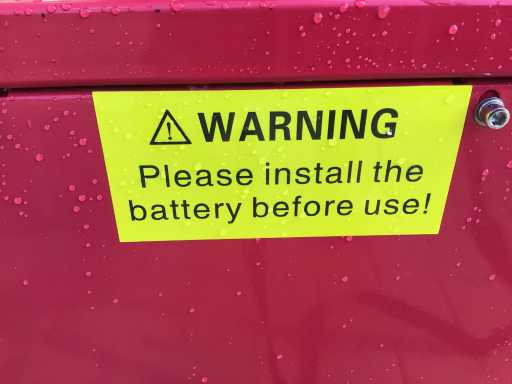 WARNING
Please install the
battery before use!